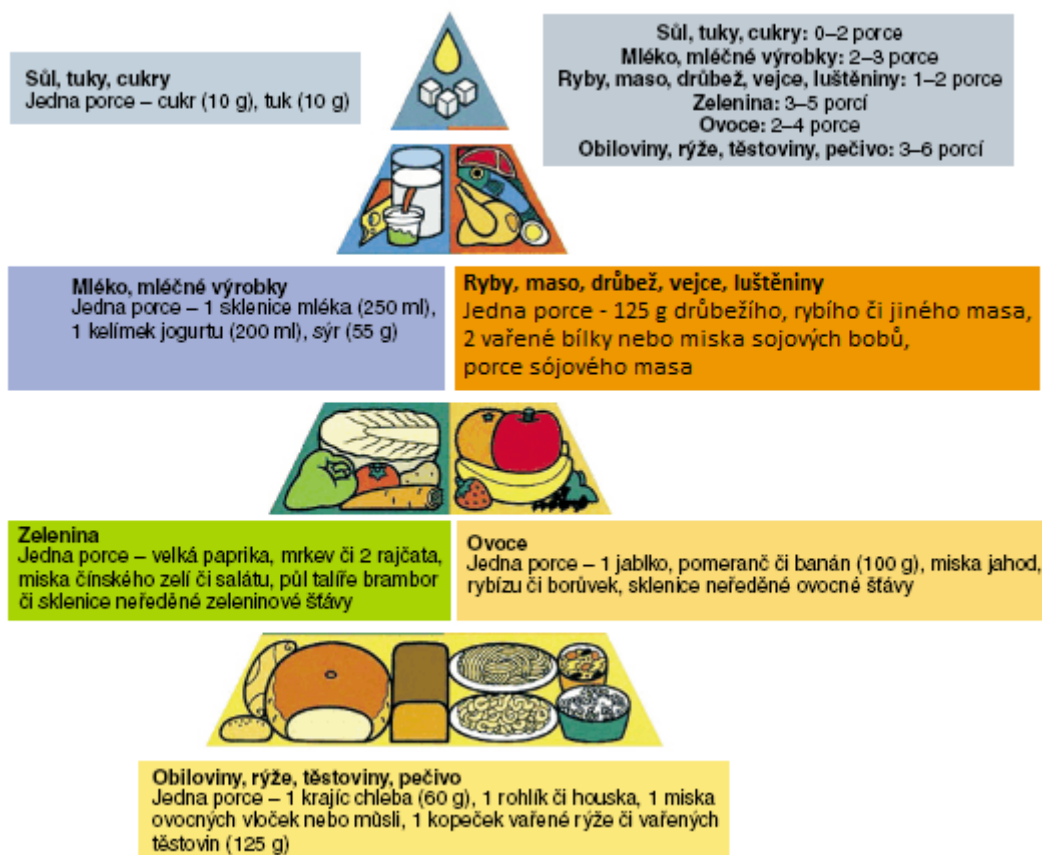 Sůl, tuky, cukry
Jedna porce – cukr (10 g), tuk (10 g)
Sůl, tuky, cukry: 0–2 porce
Mléko, mléčné výrobky: 2–3 porce
Ryby, maso, drůbež, vejce, luštěniny: 1–2 porce
Zelenina: 3–5 porcí
Ovoce: 2–4 porce
Obiloviny, rýže, těstoviny, pečivo: 3–6 porcí
Mléko, mléčné výrobky
Jedna porce – 1 sklenice mléka (250 ml),
1 kelímek jogurtu (200 ml), sýr (55 g)
Ryby, maso, drůbež, vejce, luštěniny
Jedna porce - 125 g drůbežího, rybího či jiného masa,
2 vařené bílky nebo miska sojových bobů,
porce sójového masa
Zelenina
Jedna porce – velká paprika, mrkev či 2 rajčata,
miska čínského zelí či salátu, půl talíře brambor
či sklenice neředěné zeleninové šťávy
Ovoce
Jedna porce – 1 jablko, pomeranč či banán (100 g), miska jahod,
rybízu či borůvek, sklenice neředěné ovocné šťávy
Obiloviny, rýže, těstoviny, pečivo
Jedna porce – 1 krajíc chleba (60 g), 1 rohlík či houska, 1 miska
ovocných vloček nebo műsli, 1 kopeček vařené rýže či vařených
těstovin (125 g)